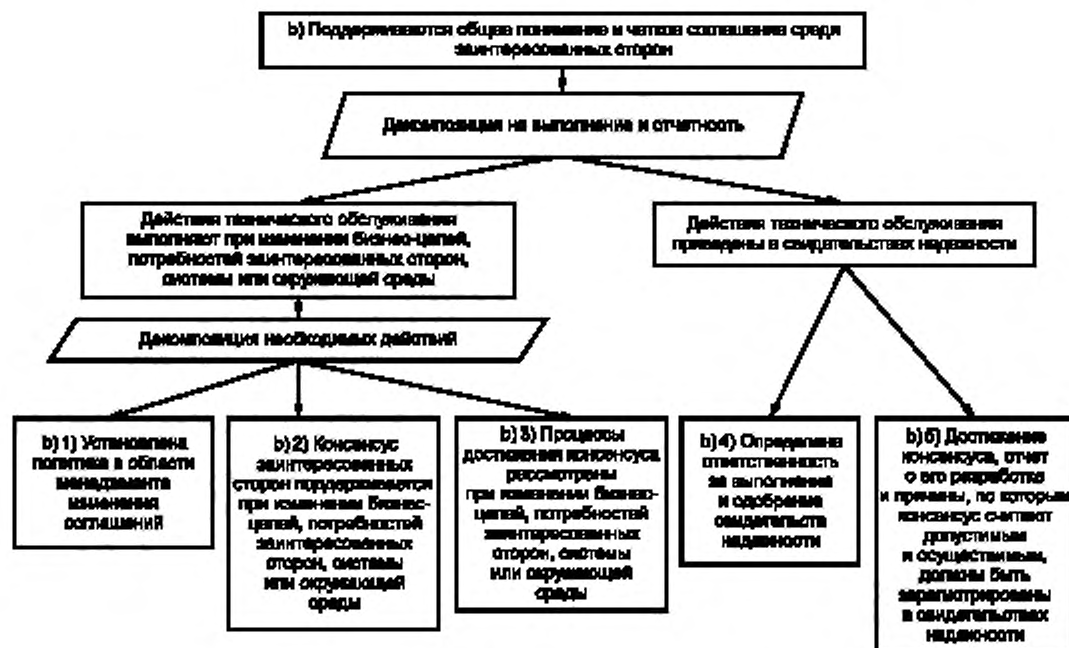 b) Поддерживаются общее понимание и четкое соглашение среди
заинтересованных сторон
Декомпозиция на выполнение и отчетность
Действия технического обслуживания
выполняют при изменении бизнес-целей,
потребностей заинтересованных сторон,
системы или окружающей среды
Действия технического обслуживания
приведены в свидетельствах надежности
Декомпозиция необходимых действий
b) 1) Установлена
политика в области
менеджмента
изменения
соглашений
b) 2) Консенсус
заинтересованных
сторон поддерживается
при изменении бизнес-
целей, потребностей
заинтересованных
сторон, системы
или окружающей
среды
b) 3) Процессы
достижения консенсуса
рассмотрены
при изменении бизнес-
целей, потребностей
заинтересованных
сторон, системы
или окружающей
среды
b) 4) Определена
ответственность
за выполнение
и одобрение
свидетельств
надежности
b) 5) Достижение
консенсуса, отчет
о его разработке
и причины, по которым
консенсус считают
допустимым
и осуществимым,
должны быть
зарегистрированы
в свидетельствах
надежности